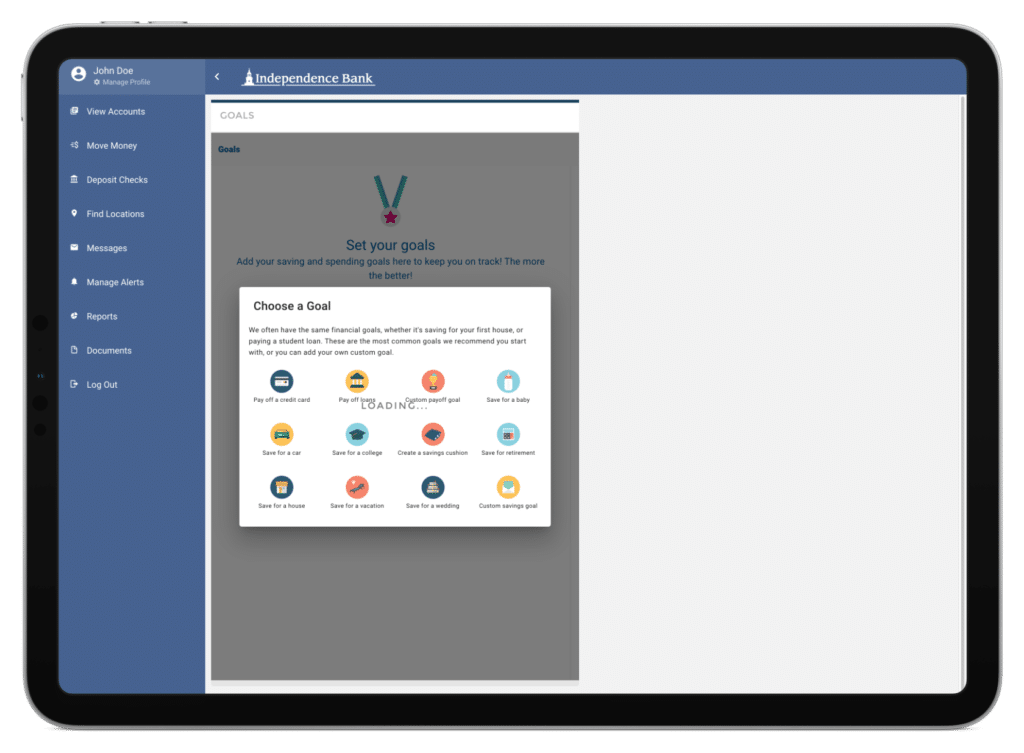 John Doe
Manage Profile
Independence Bank
View Accounts
Move Money
Deposit Checks
Find Locations
Messages
Manage Alerts
Reports
Documents
Log Out
GOALS
Goals
Set your goals
Add your saving and spending goals here to keep you on track! The more
the better!
Choose a Goal
We often have the same financial goals, whether it's saving for your first house, or
paying a student loan. These are the most common goals we recommend you start
with, or you can add your own custom goal.
Pay off a credit card
Pay off loans
Custom payoff goal
Save for a baby
LOADING...
Save for a car
Save for a college
Create a savings cushion
Save for retirement
Save for a house
Save for a vacation
Save for a wedding
Custom savings goal